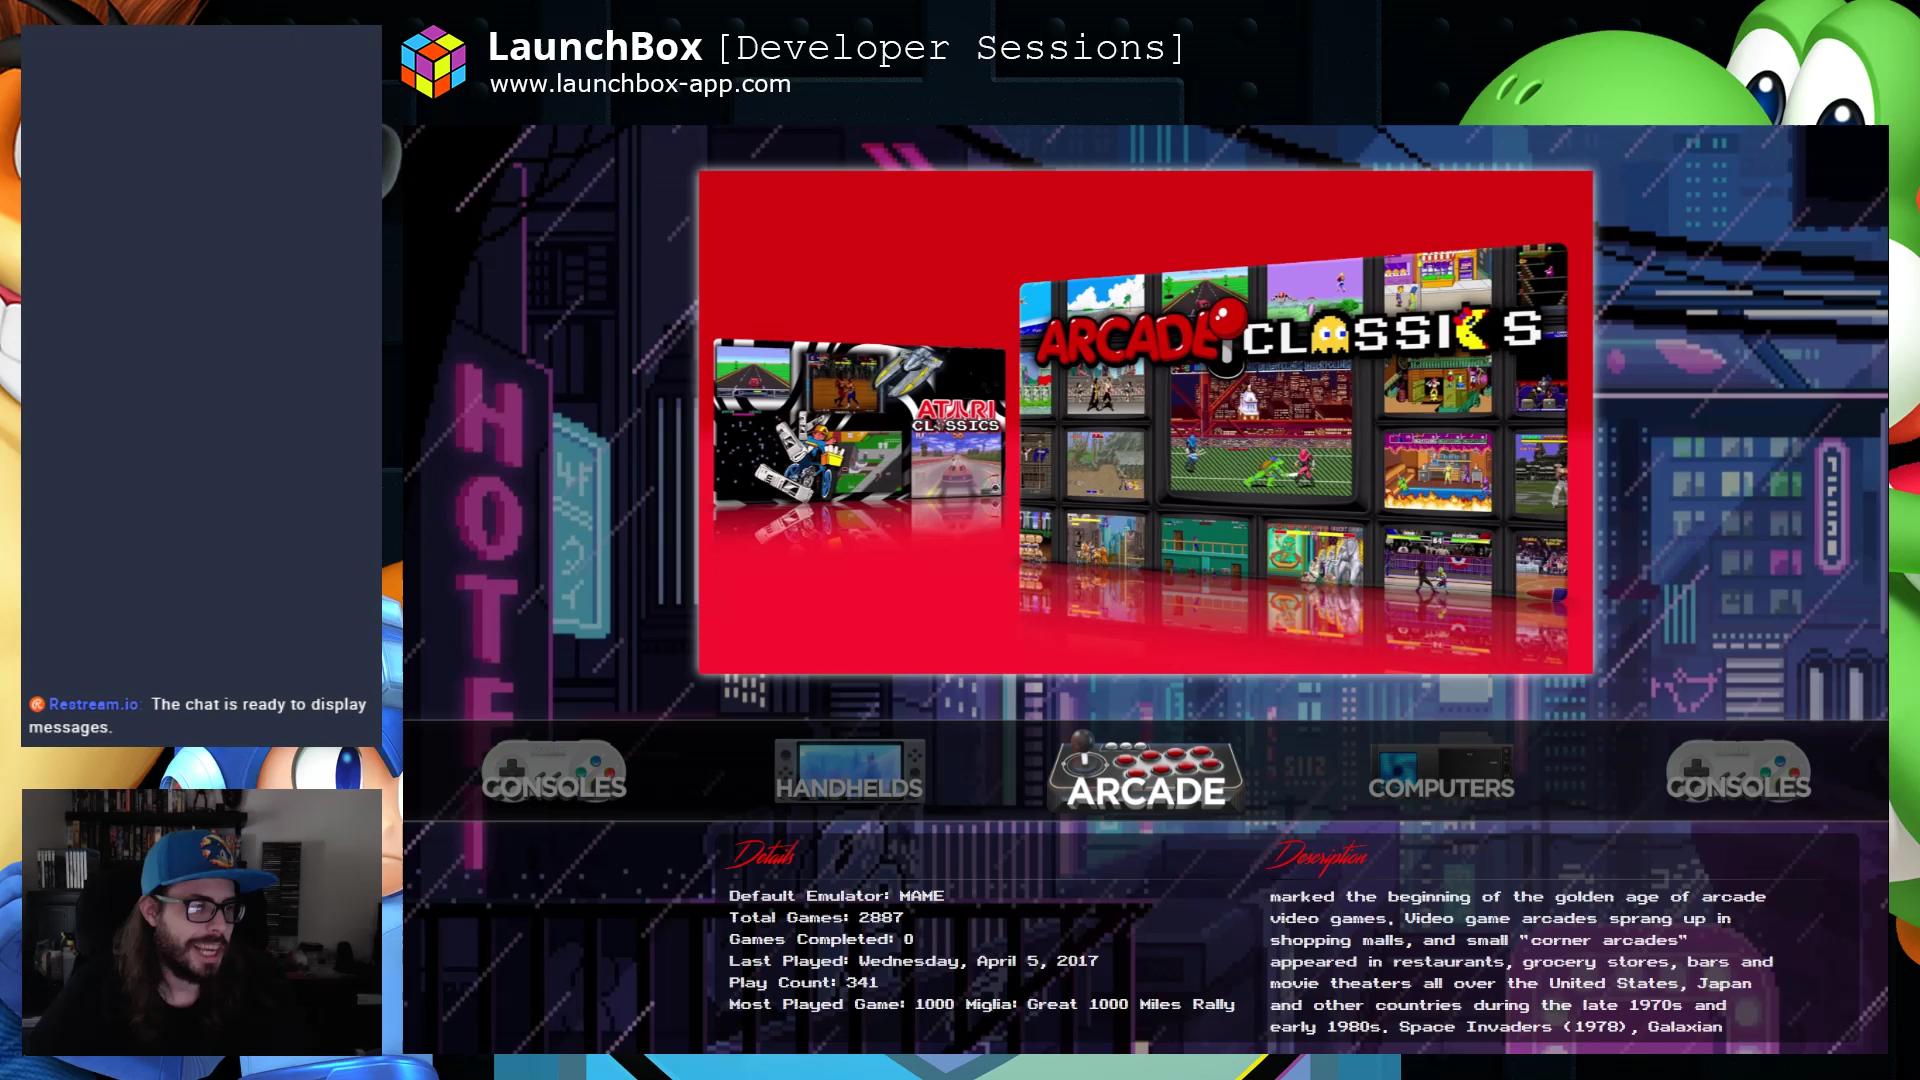 LaunchBox [Developer Sessions]
www.launchbox-app.com
Restream.io: The chat is ready to display
messages.
HOTE
ATARI
CLASSICS
ARCADE CLASSICS
CONSOLES
HANDHELDS
ARCADE
COMPUTERS
CONSOLES
Details
Default Emulator: MAME
Total Games: 2887
Games Completed: 0
Last Played: Wednesday, April 5, 2017
Play Count: 341
Most Played Game: 1000 Miglia: Great 1000 Miles Rally
Description
marked the beginning of the golden age of arcade
video games. Video game arcades sprang up in
shopping malls, and small "corner arcades"
appeared in restaurants, grocery stores, bars and
movie theaters all over the United States, Japan
and other countries during the late 1970s and
early 1980s. Space Invaders (1978), Galaxian